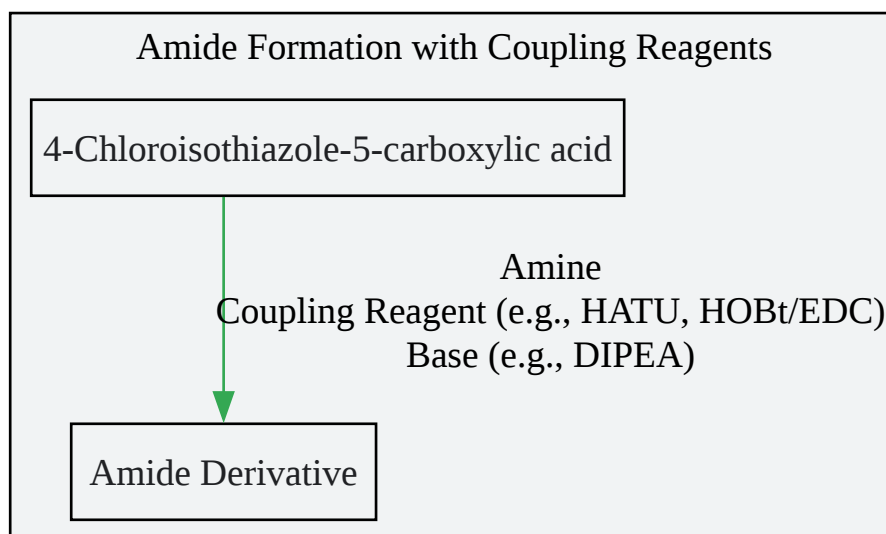 Amide Formation with Coupling Reagents
4-Chloroisothiazole-5-carboxylic acid
Amine
Coupling Reagent (e.g., HATU, HOBt/EDC)
Base (e.g., DIPEA)
Amide Derivative